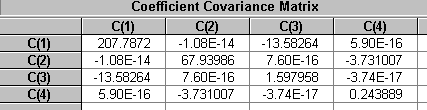 Coefficient Covariance Matrix
C(1) C(2) C(3) C(4)
C(1) 207.7872 -1.08E-14 -13.58264 5.90E-16
C(2) -1.08E-14 67.93986 7.60E-16 -3.731007
C(3) -13.58264 7.60E-16 1.597958 -3.74E-17
C(4) 5.90E-16 -3.731007 -3.74E-17 0.243889